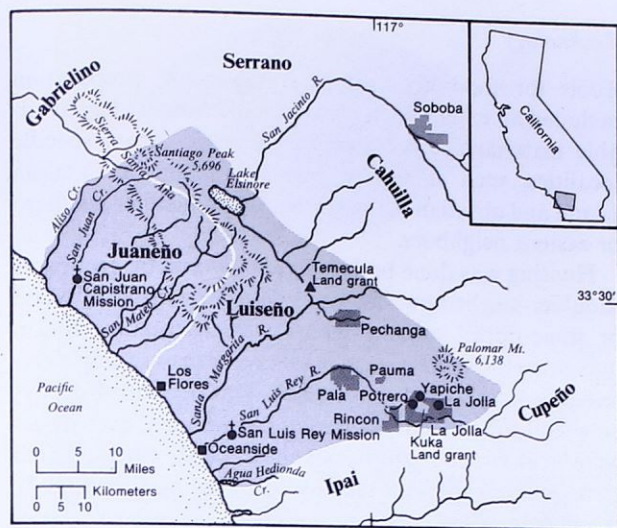 117°
Serrano
Gabrielino
San Jacinto R.
Soboba
California
Sierra
Santa
Ana
Santiago Peak
5,696
Lake
Elsinore
Cahuilla
Aliso Cr.
San Juan Cr.
Juaneño
San Juan
Capistrano
Mission
San Mateo Cr.
Luiseño
Temecula
Land grant
33°30'
Pechanga
Santa Margarita R.
Palomar Mt.
6,138
Pacific
Ocean
Los
Flores
San Luis Rey R.
Pala
Pauma
Potrero
Yapiche
La Jolla
Cupeño
San Luis Rey Mission
Rincon
La Jolla
Oceanside
Kuka
Land grant
Agua Hedionda
Cr.
Ipai
0 5 10
Miles
0 5 10
Kilometers